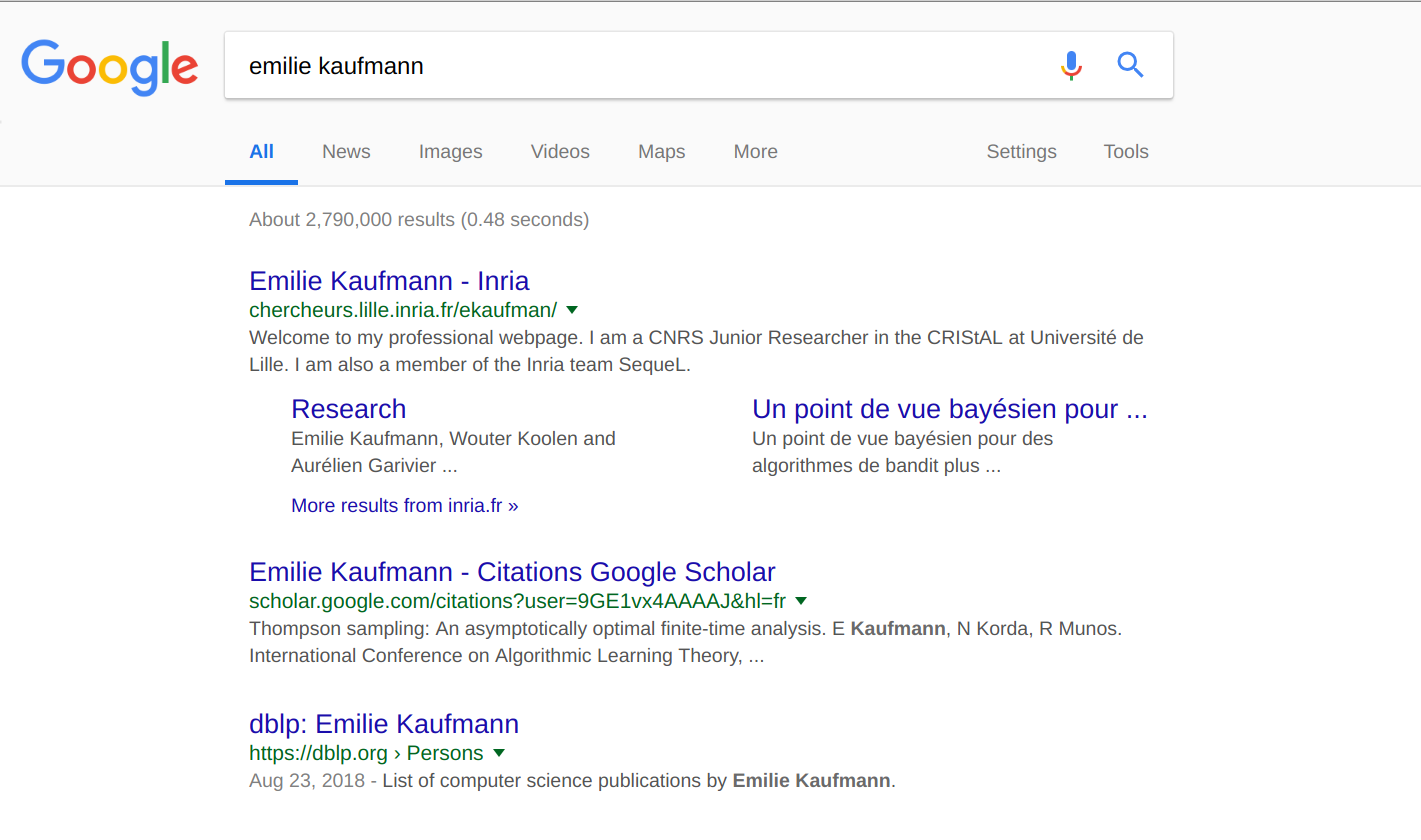 Google
emilie kaufmann
All News Images Videos Maps More Settings Tools
About 2,790,000 results (0.48 seconds)
Emilie Kaufmann - Inria
chercheurs.lille.inria.fr/ekaufman/
Welcome to my professional webpage. I am a CNRS Junior Researcher in the CRIStAL at Université de
Lille. I am also a member of the Inria team SequeL.
Research
Emilie Kaufmann, Wouter Koolen and
Aurélien Garivier ...
Un point de vue bayésien pour ...
Un point de vue bayésien pour des
algorithmes de bandit plus ...
More results from inria.fr »
Emilie Kaufmann - Citations Google Scholar
scholar.google.com/citations?user=9GE1vx4AAAAJ&hl=fr
Thompson sampling: An asymptotically optimal finite-time analysis. E Kaufmann, N Korda, R Munos.
International Conference on Algorithmic Learning Theory, ...
dblp: Emilie Kaufmann
https://dblp.org › Persons
Aug 23, 2018 - List of computer science publications by Emilie Kaufmann.